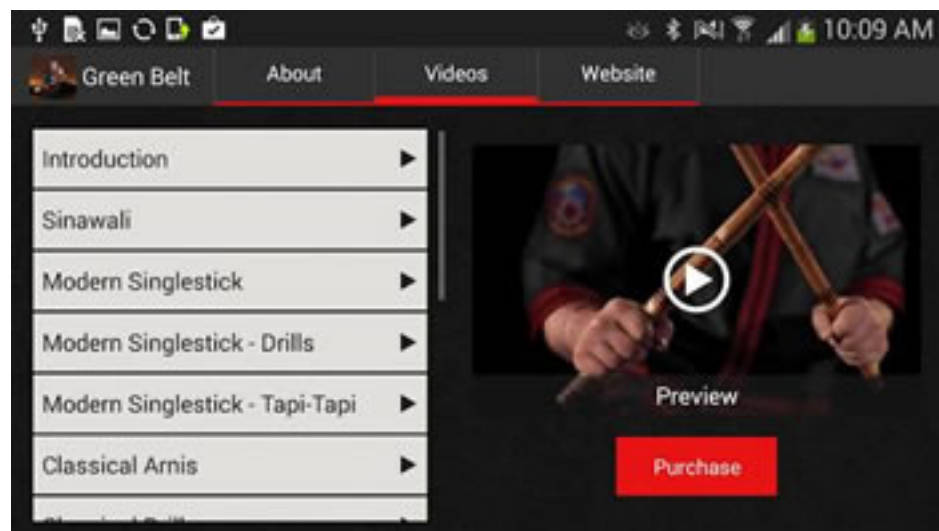 10:09 AM
Green Belt
About
Videos
Website
Introduction
Sinawali
Modern Singlestick
Modern Singlestick - Drills
Modern Singlestick - Tapi-Tapi
Classical Arnis
Preview
Purchase